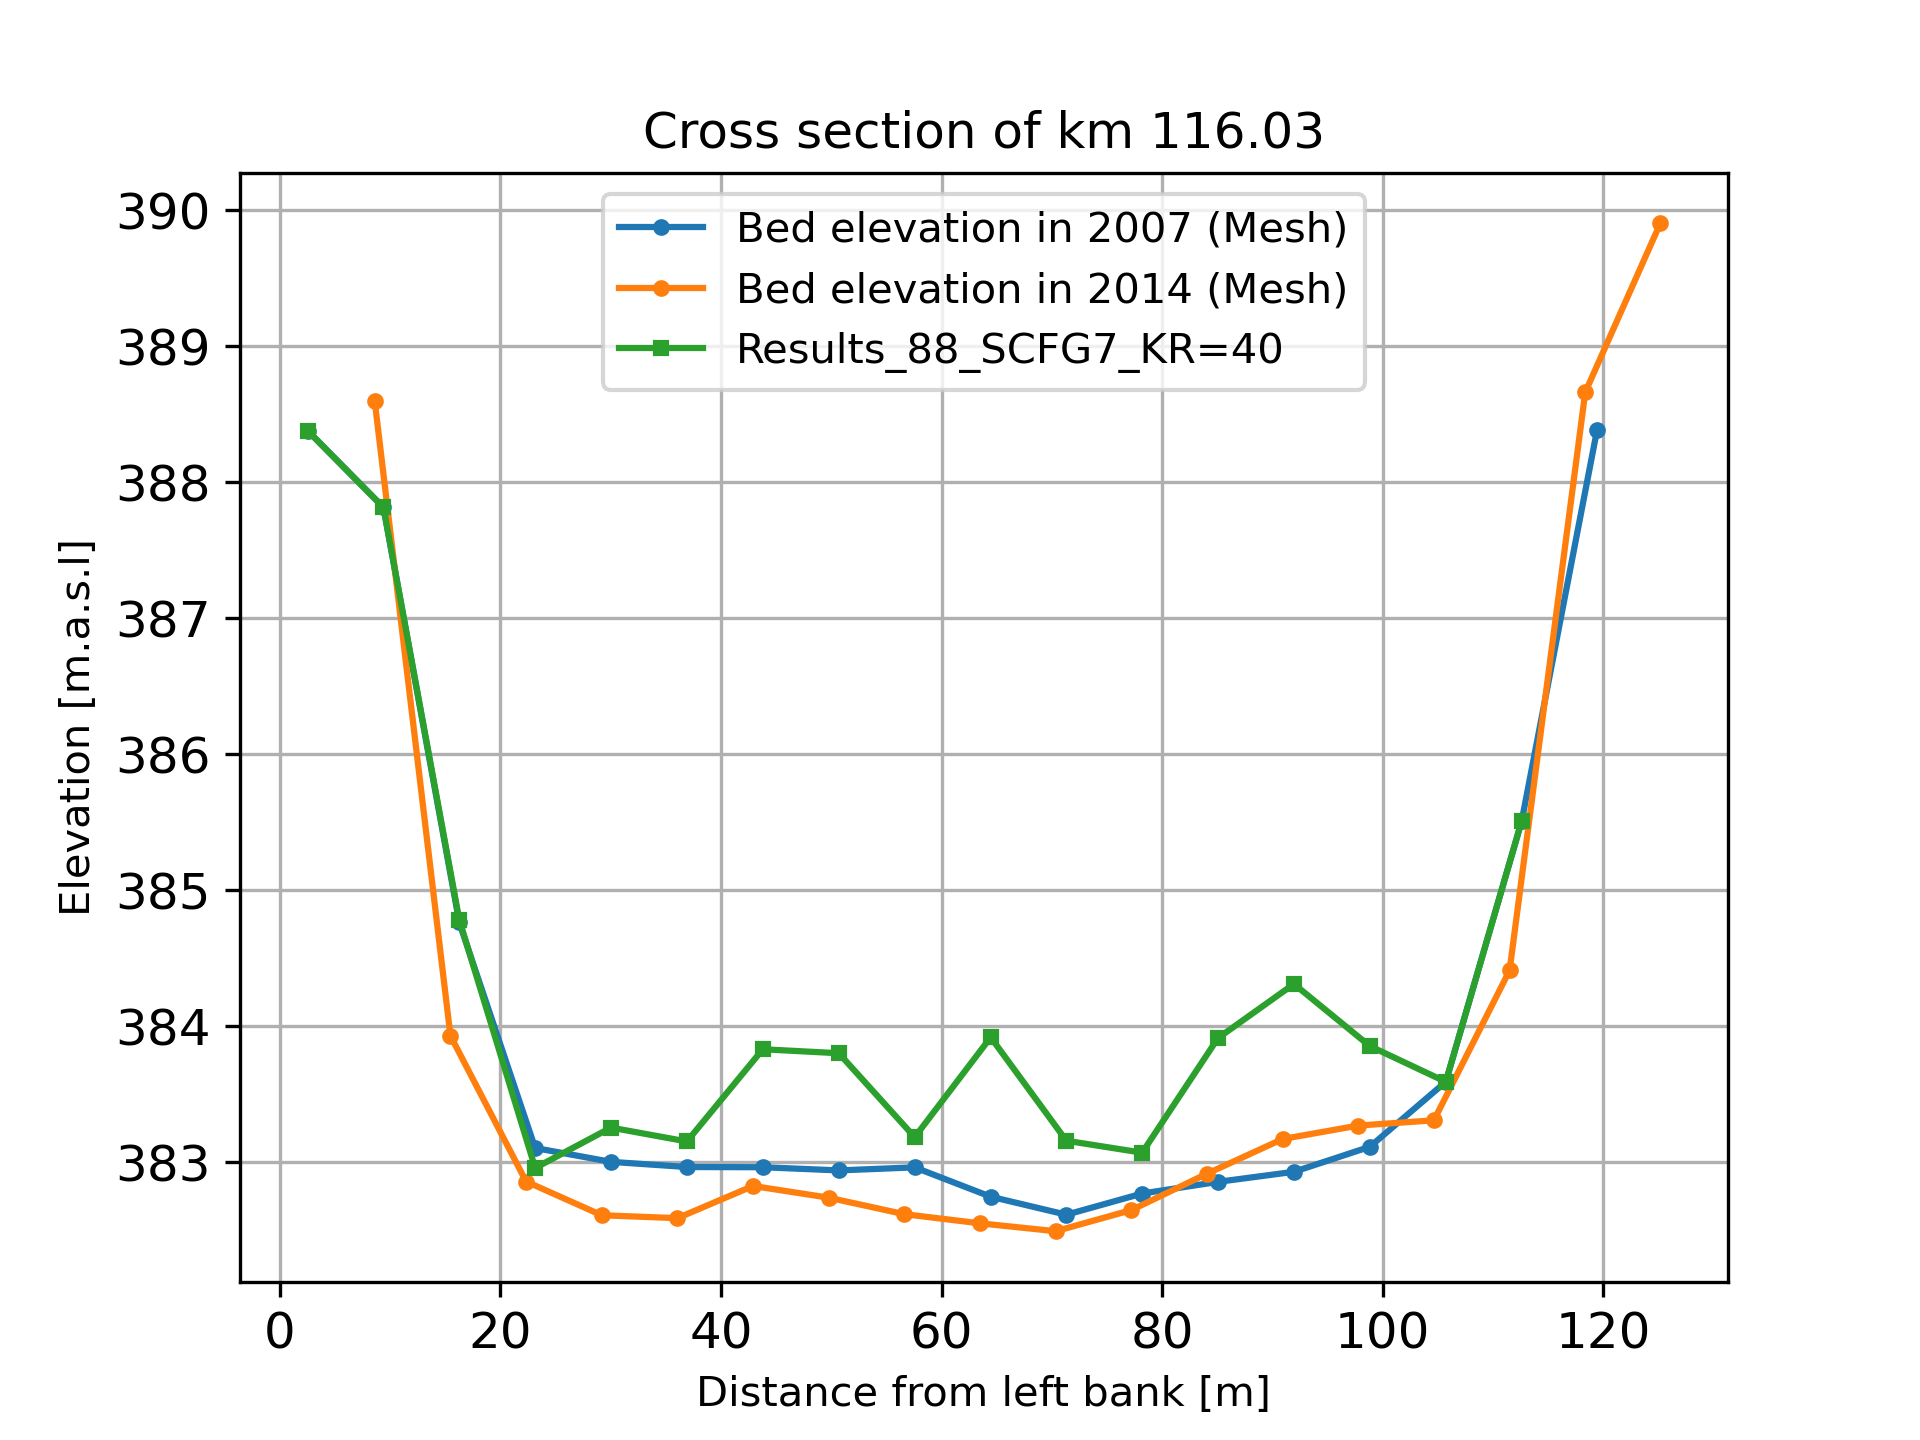 Cross section of km 116.03
Bed elevation in 2007 (Mesh)
Bed elevation in 2014 (Mesh)
Results_88_SCFG7_KR=40
Elevation [m.a.s.l]
390
389
388
387
386
385
384
383
0 20 40 60 80 100 120
Distance from left bank [m]